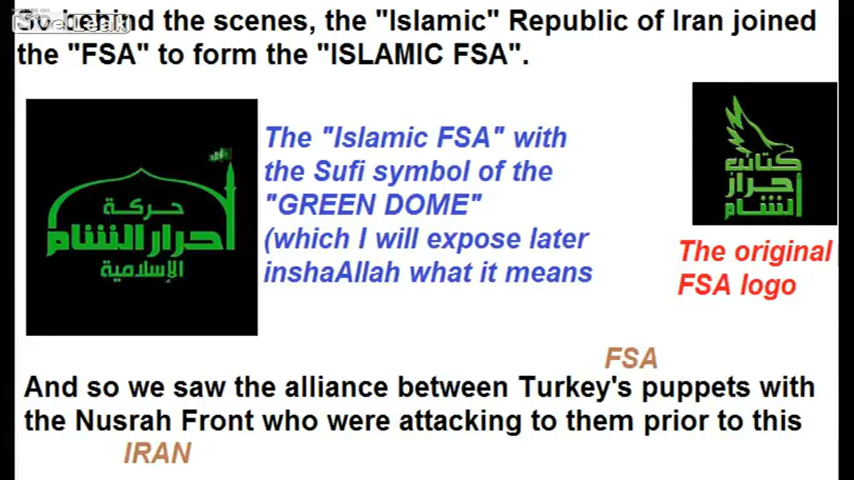 So behind the scenes, the "Islamic" Republic of Iran joined
the "FSA" to form the "ISLAMIC FSA".
LiveLeak
The "Islamic FSA" with
the Sufi symbol of the
"GREEN DOME"
(which I will expose later
inshaAllah what it means
حركة
احرار الشام
الإسلامية
كتائب
احرار
الشام
The original
FSA logo
FSA
And so we saw the alliance between Turkey's puppets with
the Nusrah Front who were attacking to them prior to this
IRAN